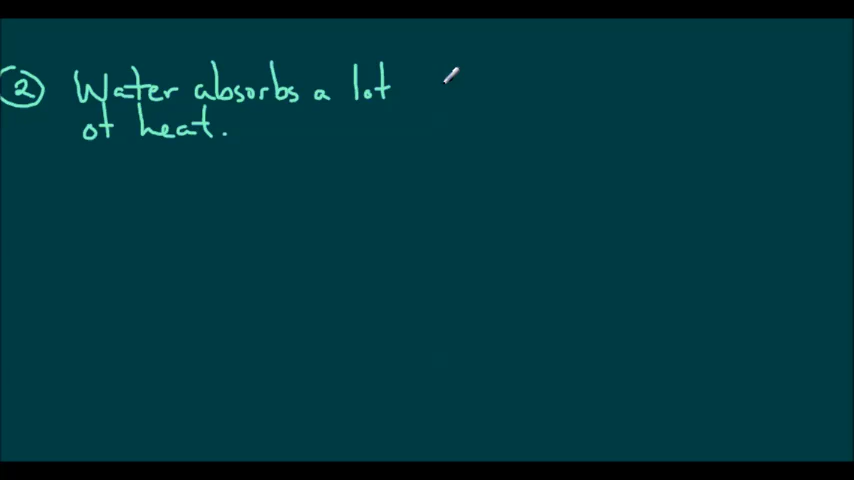 ② Water absorbs a lot
of heat.